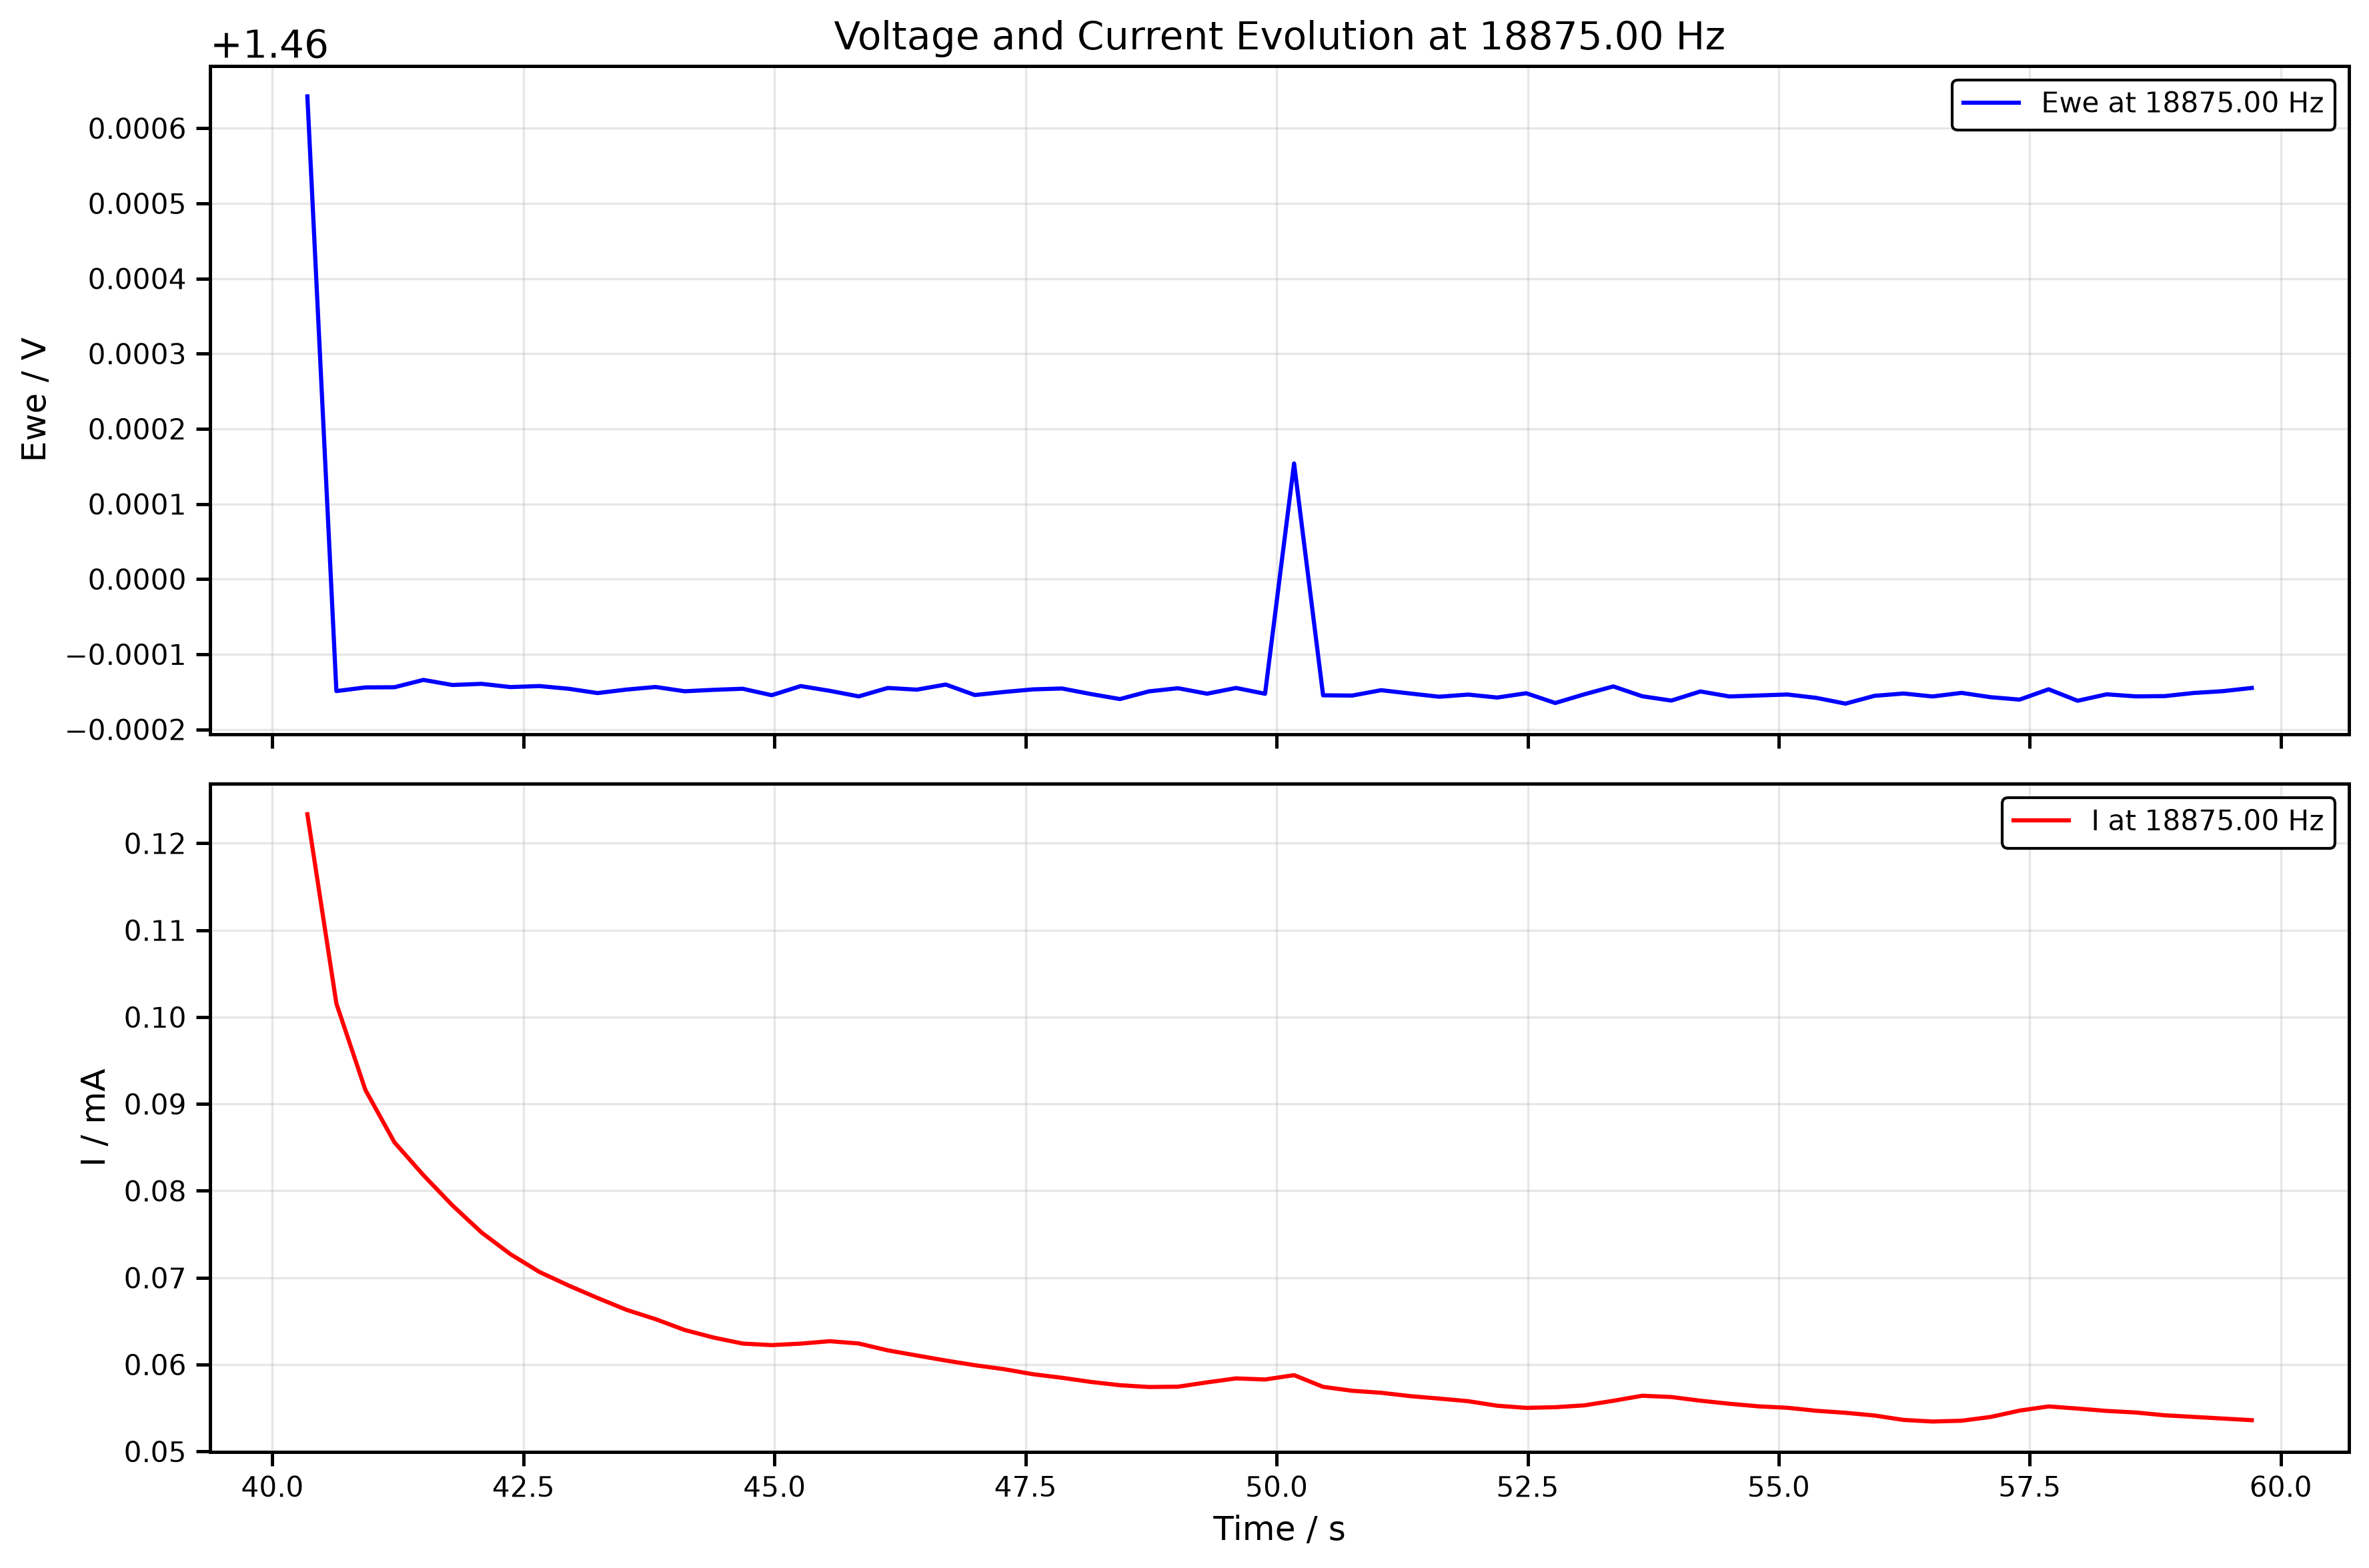 Voltage and Current Evolution at 18875.00 Hz
+1.46
Ewe at 18875.00 Hz
0.0006
0.0005
0.0004
0.0003
0.0002
0.0001
0.0000
−0.0001
−0.0002
Ewe / V
I at 18875.00 Hz
0.12
0.11
0.10
0.09
0.08
0.07
0.06
0.05
I / mA
40.0 42.5 45.0 47.5 50.0 52.5 55.0 57.5 60.0
Time / s